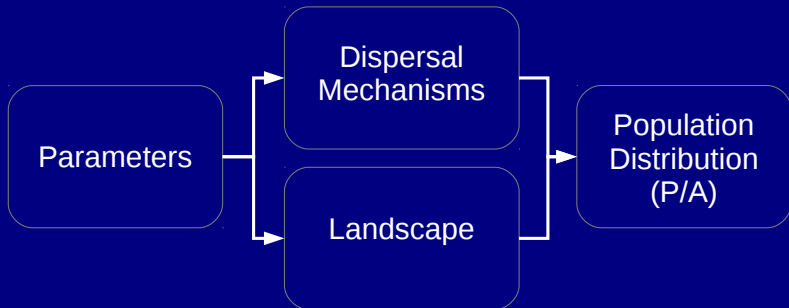 Parameters
Dispersal
Mechanisms
Landscape
Population
Distribution
(P/A)